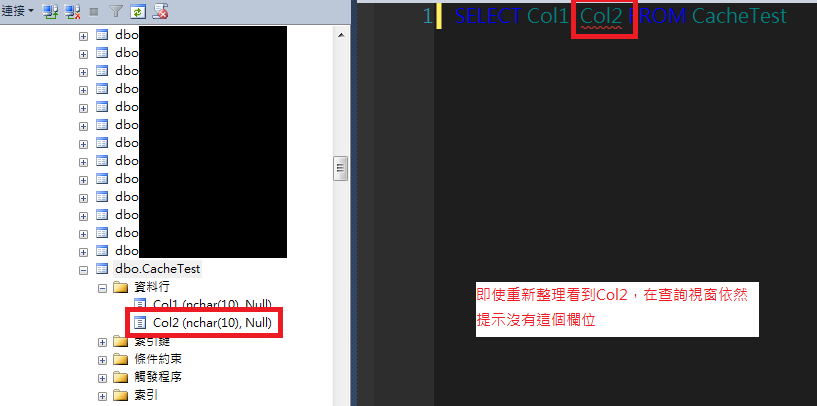 連接
dbo
dbo
dbo
dbo
dbo
dbo
dbo
dbo
dbo
dbo
dbo
dbo
dbo
dbo.CacheTest
資料行
Col1 (nchar(10), Null)
Col2 (nchar(10), Null)
索引鍵
條件約束
觸發程序
索引
1 SELECT Col1 Col2 FROM CacheTest
即使重新整理看到Col2，在查詢視窗依然
提示沒有這個欄位